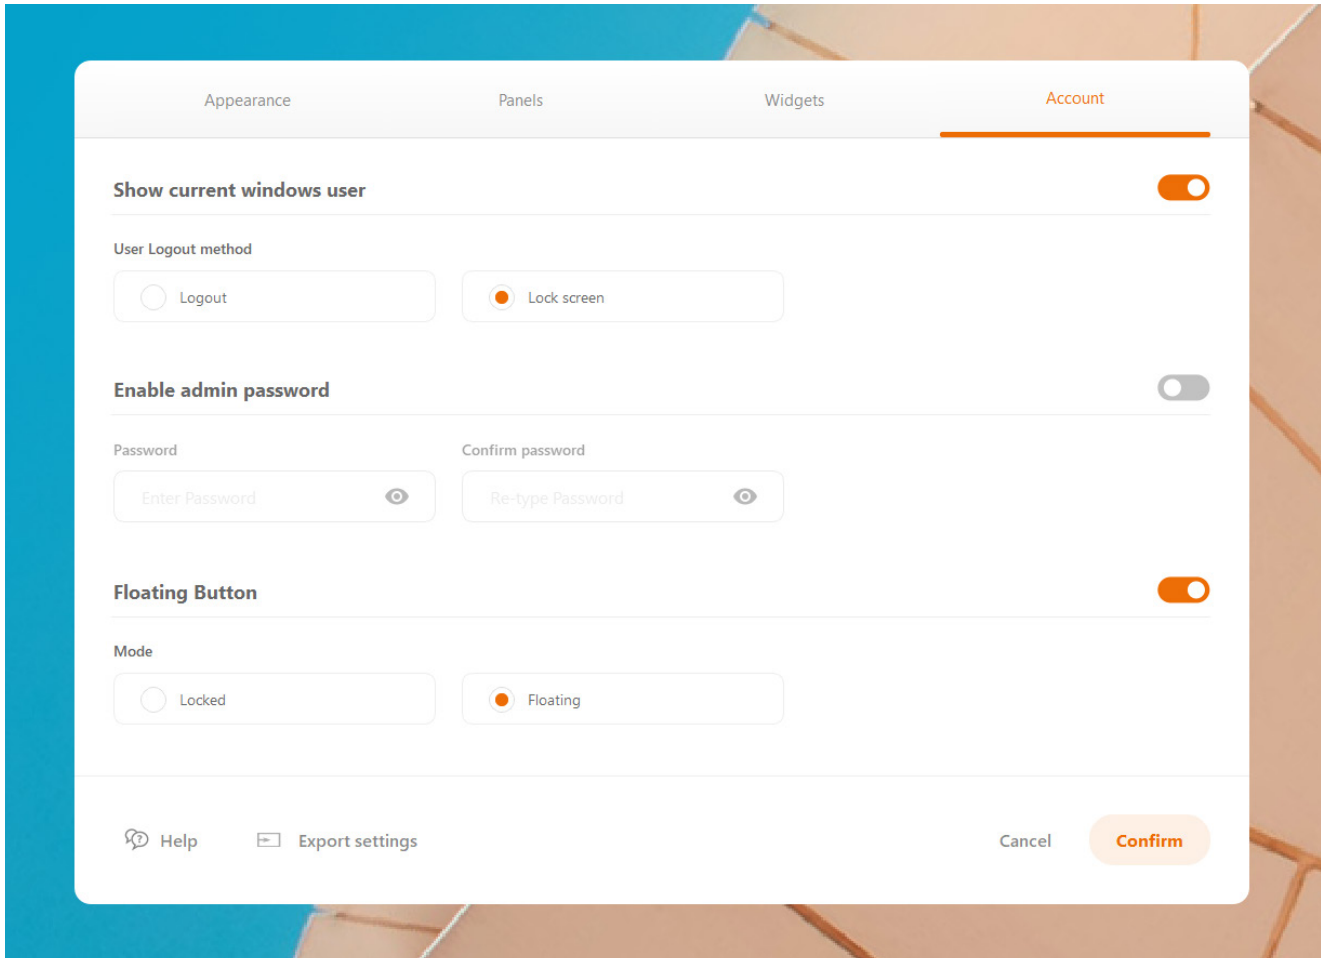 Appearance Panels Widgets Account
Show current windows user
User Logout method
Logout Lock screen
Enable admin password
Password Confirm password
Enter Password Re-type Password
Floating Button
Mode
Locked Floating
Help Export settings Cancel Confirm